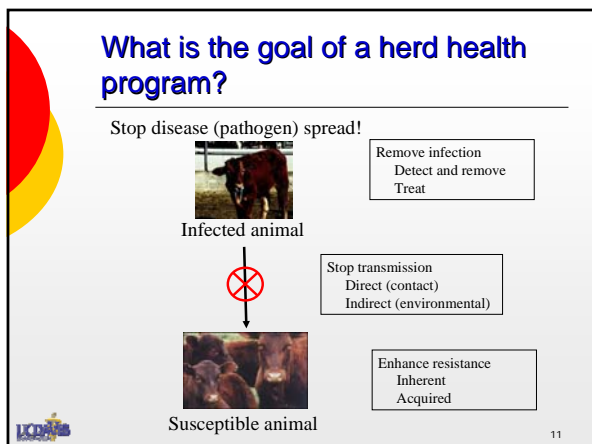 What is the goal of a herd health
program?
Stop disease (pathogen) spread!
Remove infection
Detect and remove
Treat
Infected animal
Stop transmission
Direct (contact)
Indirect (environmental)
Enhance resistance
Inherent
Acquired
Susceptible animal
UCDAVIS
11